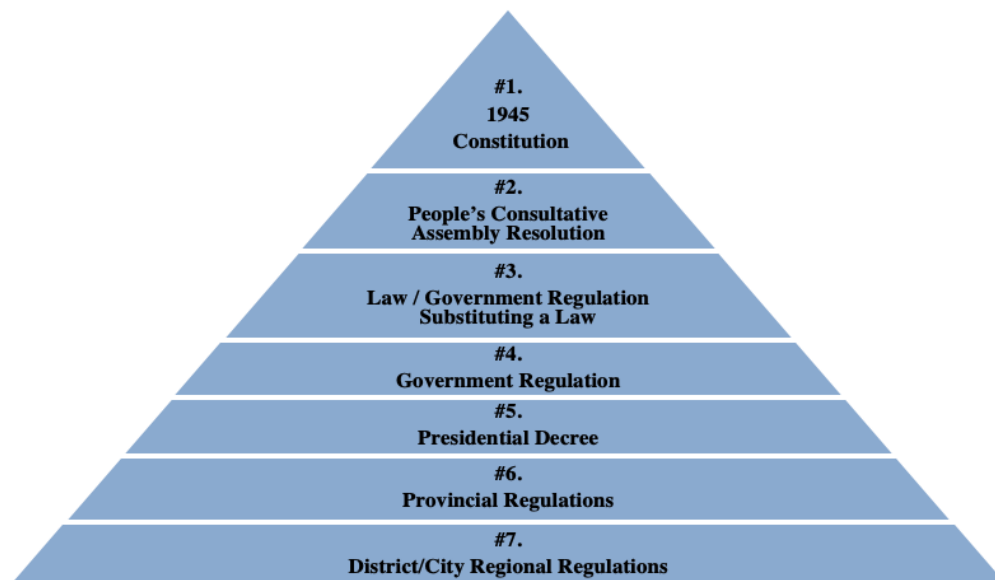 #1.
1945
Constitution
#2.
People’s Consultative
Assembly Resolution
#3.
Law / Government Regulation
Substituting a Law
#4.
Government Regulation
#5.
Presidential Decree
#6.
Provincial Regulations
#7.
District/City Regional Regulations